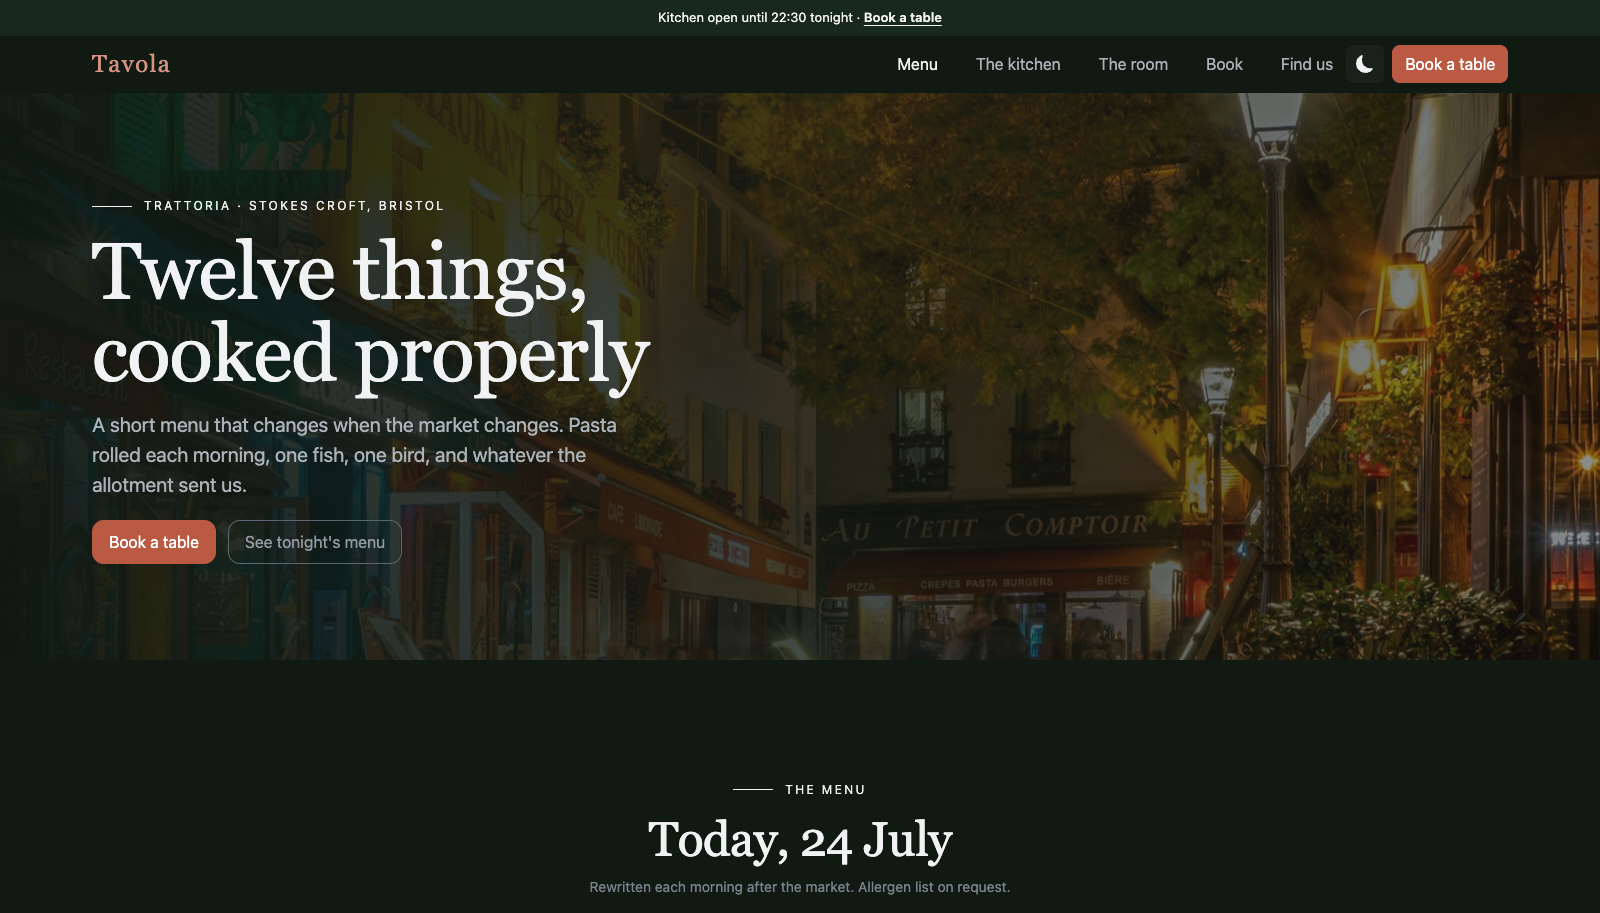 Kitchen open until 22:30 tonight · Book a table
Tavola
Menu
The kitchen
The room
Book
Find us
Book a table
TRATTORIA · STOKES CROFT, BRISTOL
Twelve things,
cooked properly
A short menu that changes when the market changes. Pasta
rolled each morning, one fish, one bird, and whatever the
allotment sent us.
Book a table
See tonight's menu
Restaurant
CAFE LIMONADE
AU PETIT COMPTOIR
PIZZA
CREPES PASTA BURGERS
BIÈRE
THE MENU
Today, 24 July
Rewritten each morning after the market. Allergen list on request.